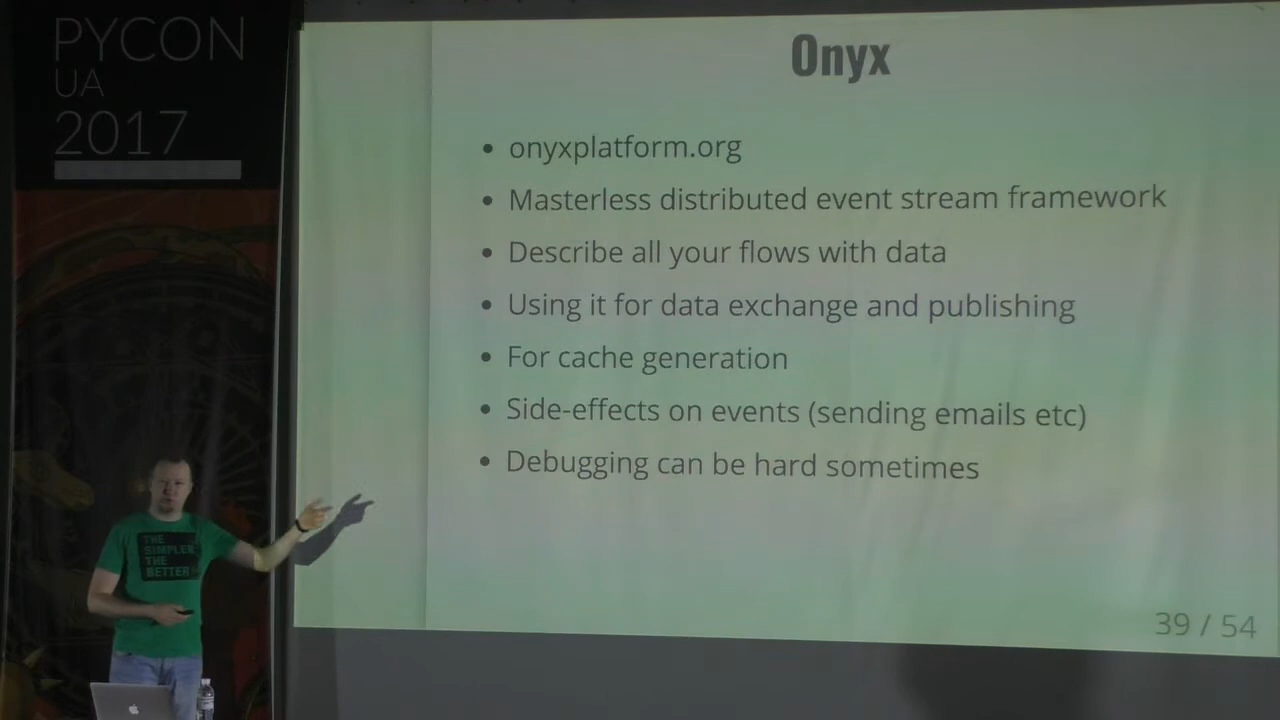 PYCON
UA
2017
Onyx
• onyxplatform.org
• Masterless distributed event stream framework
• Describe all your flows with data
• Using it for data exchange and publishing
• For cache generation
• Side-effects on events (sending emails etc)
• Debugging can be hard sometimes
THE
SIMPLER
THE
BETTER
39 / 54